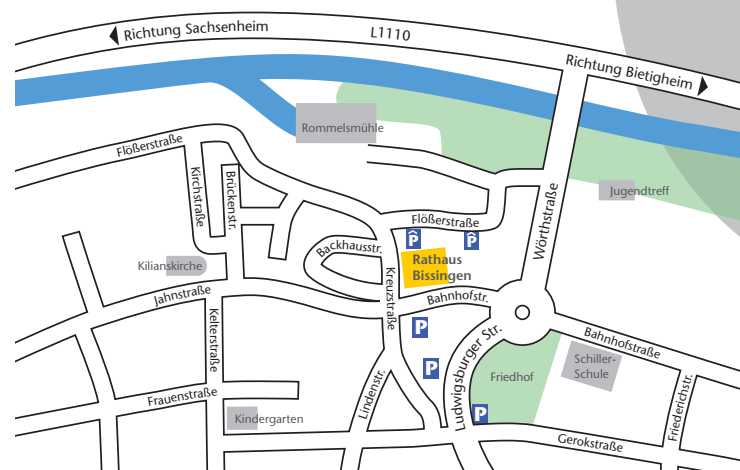 Richtung Sachsenheim
L1110
Richtung Bietigheim
Rommelsmühle
Flößerstraße
Kirchstraße
Brückenstr.
Jugendtreff
Flößerstraße
Wörthstraße
P
P
Backhausstr.
Rathaus
Bissingen
Kilianskirche
Kreuzstraße
Jahnstraße
Bahnhofstr.
Kelterstraße
P
Ludwigsburger Str.
Bahnhofstraße
Schiller-
Schule
P
Friedhof
Lindenstr.
Friederichstr.
Frauenstraße
Kindergarten
P
Gerokstraße